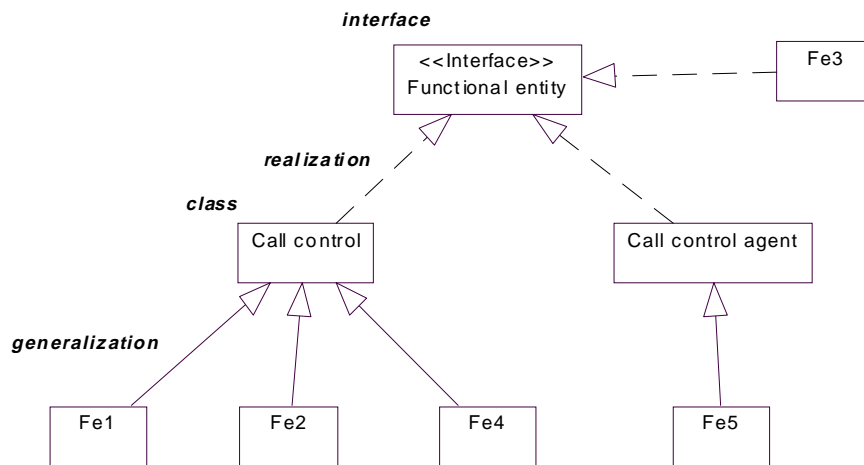 interface
<<Interface>>
Functional entity
Fe3
realization
class
Call control
Call control agent
generalization
Fe1
Fe2
Fe4
Fe5